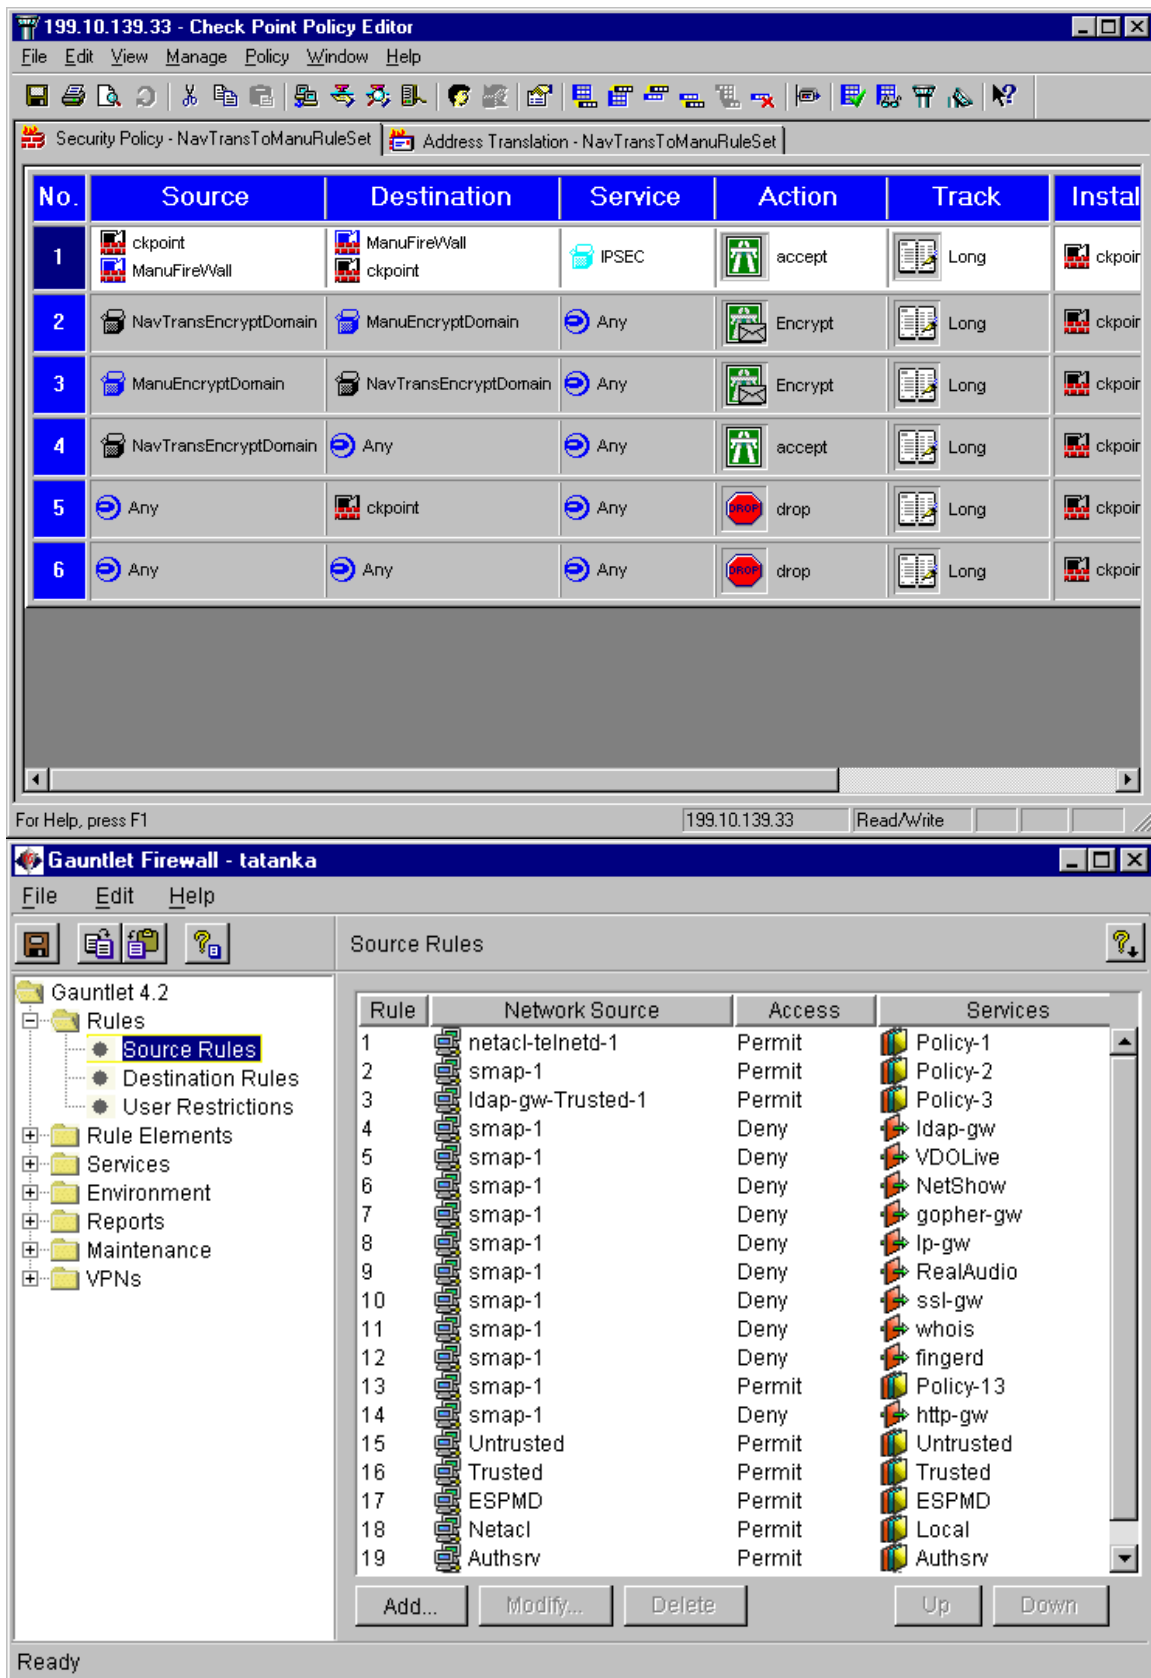 199.10.139.33 - Check Point Policy Editor
File Edit View Manage Policy Window Help
Security Policy - NavTransToManuRuleSet Address Translation - NavTransToManuRuleSet
No. Source Destination Service Action Track Instal
1 ckpoint ManuFireWall IPSEC accept Long ckpoin
ManuFireWall ckpoint
2 NavTransEncryptDomain ManuEncryptDomain Any Encrypt Long ckpoin
3 ManuEncryptDomain NavTransEncryptDomain Any Encrypt Long ckpoin
4 NavTransEncryptDomain Any Any accept Long ckpoin
5 Any ckpoint Any DROP drop Long ckpoin
6 Any Any Any DROP drop Long ckpoin
For Help, press F1 199.10.139.33 Read/Write
Gauntlet Firewall - tatanka
File Edit Help
Source Rules
Gauntlet 4.2
Rules
Source Rules
Destination Rules
User Restrictions
Rule Elements
Services
Environment
Reports
Maintenance
VPNs
Rule Network Source Access Services
1 netacl-telnetd-1 Permit Policy-1
2 smap-1 Permit Policy-2
3 ldap-gw-Trusted-1 Permit Policy-3
4 smap-1 Deny ldap-gw
5 smap-1 Deny VDOLive
6 smap-1 Deny NetShow
7 smap-1 Deny gopher-gw
8 smap-1 Deny lp-gw
9 smap-1 Deny RealAudio
10 smap-1 Deny ssl-gw
11 smap-1 Deny whois
12 smap-1 Deny fingerd
13 smap-1 Permit Policy-13
14 smap-1 Deny http-gw
15 Untrusted Permit Untrusted
16 Trusted Permit Trusted
17 ESPMD Permit ESPMD
18 Netacl Permit Local
19 Authsrv Permit Authsrv
Add... Modify... Delete Up Down
Ready